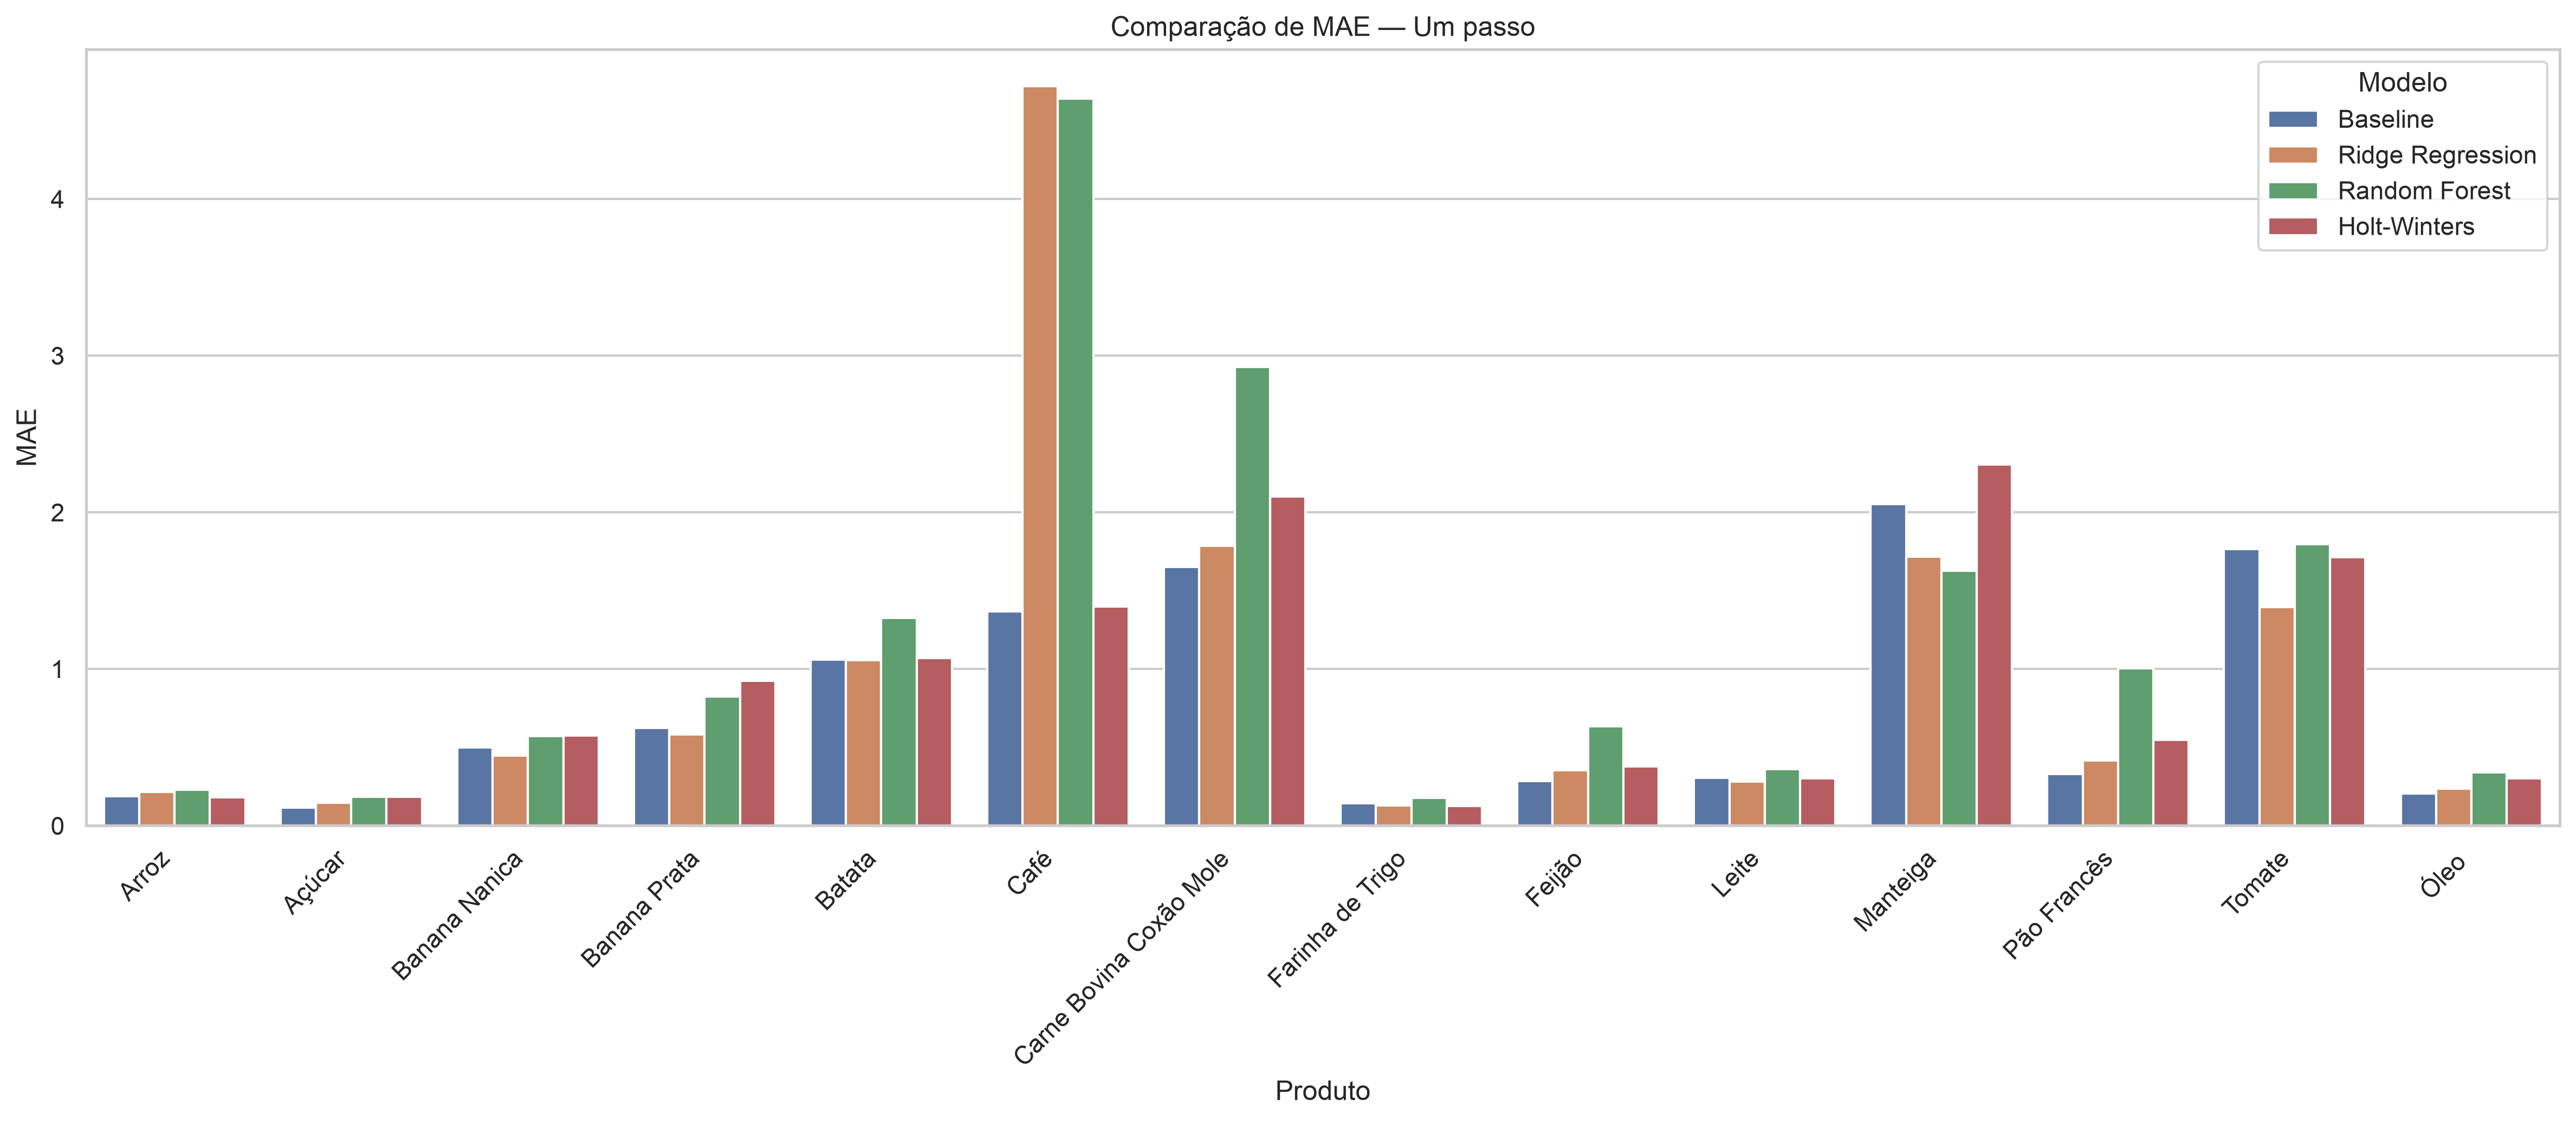 Comparação de MAE — Um passo
Modelo
Baseline
Ridge Regression
Random Forest
Holt-Winters
MAE
4
3
2
1
0
Arroz
Açúcar
Banana Nanica
Banana Prata
Batata
Café
Carne Bovina Coxão Mole
Farinha de Trigo
Feijão
Leite
Manteiga
Pão Francês
Tomate
Óleo
Produto